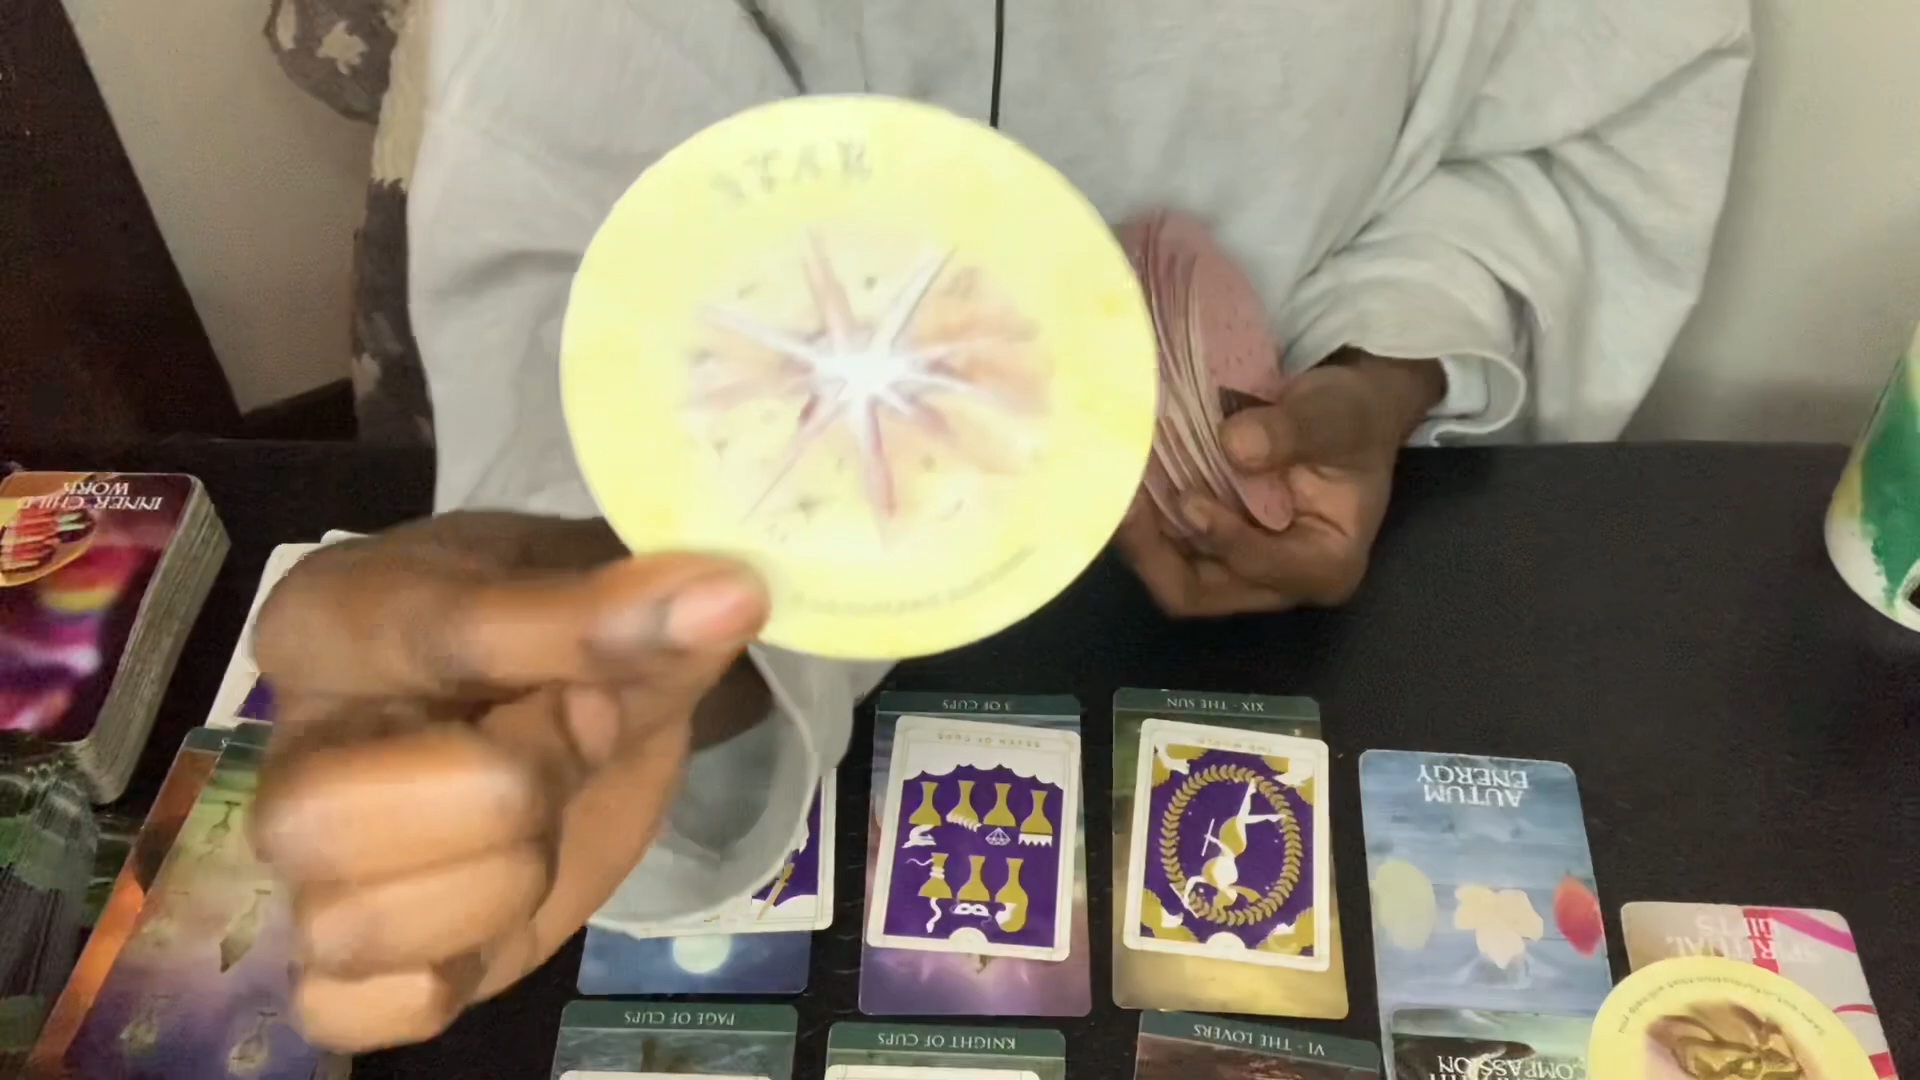 STAR
INNER CHILD
WORK
3 OF CUPS
SEVEN OF CUPS
XIX - THE SUN
THE WORLD
AUTUM
ENERGY
SPIRITUAL
GIFTS
PAGE OF CUPS
KNIGHT OF CUPS
VI - THE LOVERS
COMPASSION